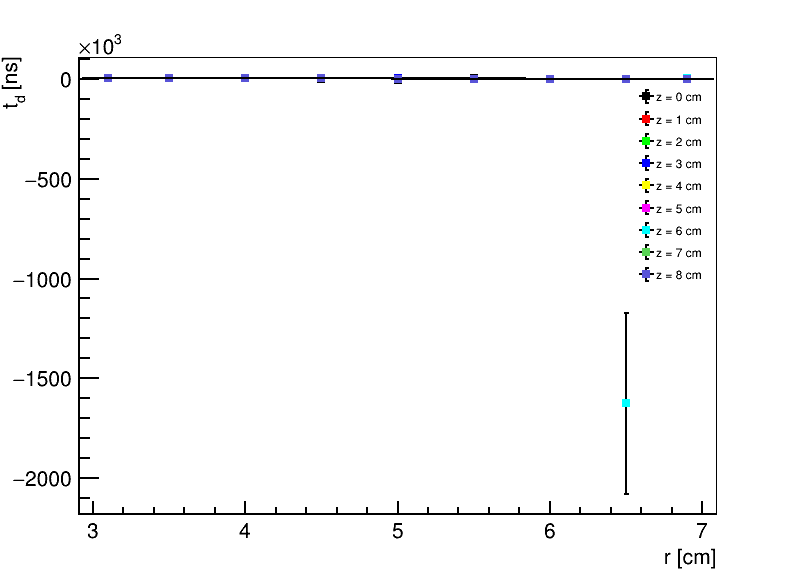 ×10³
t_d [ns]
0
−500
−1000
−1500
−2000
z = 0 cm
z = 1 cm
z = 2 cm
z = 3 cm
z = 4 cm
z = 5 cm
z = 6 cm
z = 7 cm
z = 8 cm
3 4 5 6 7
r [cm]